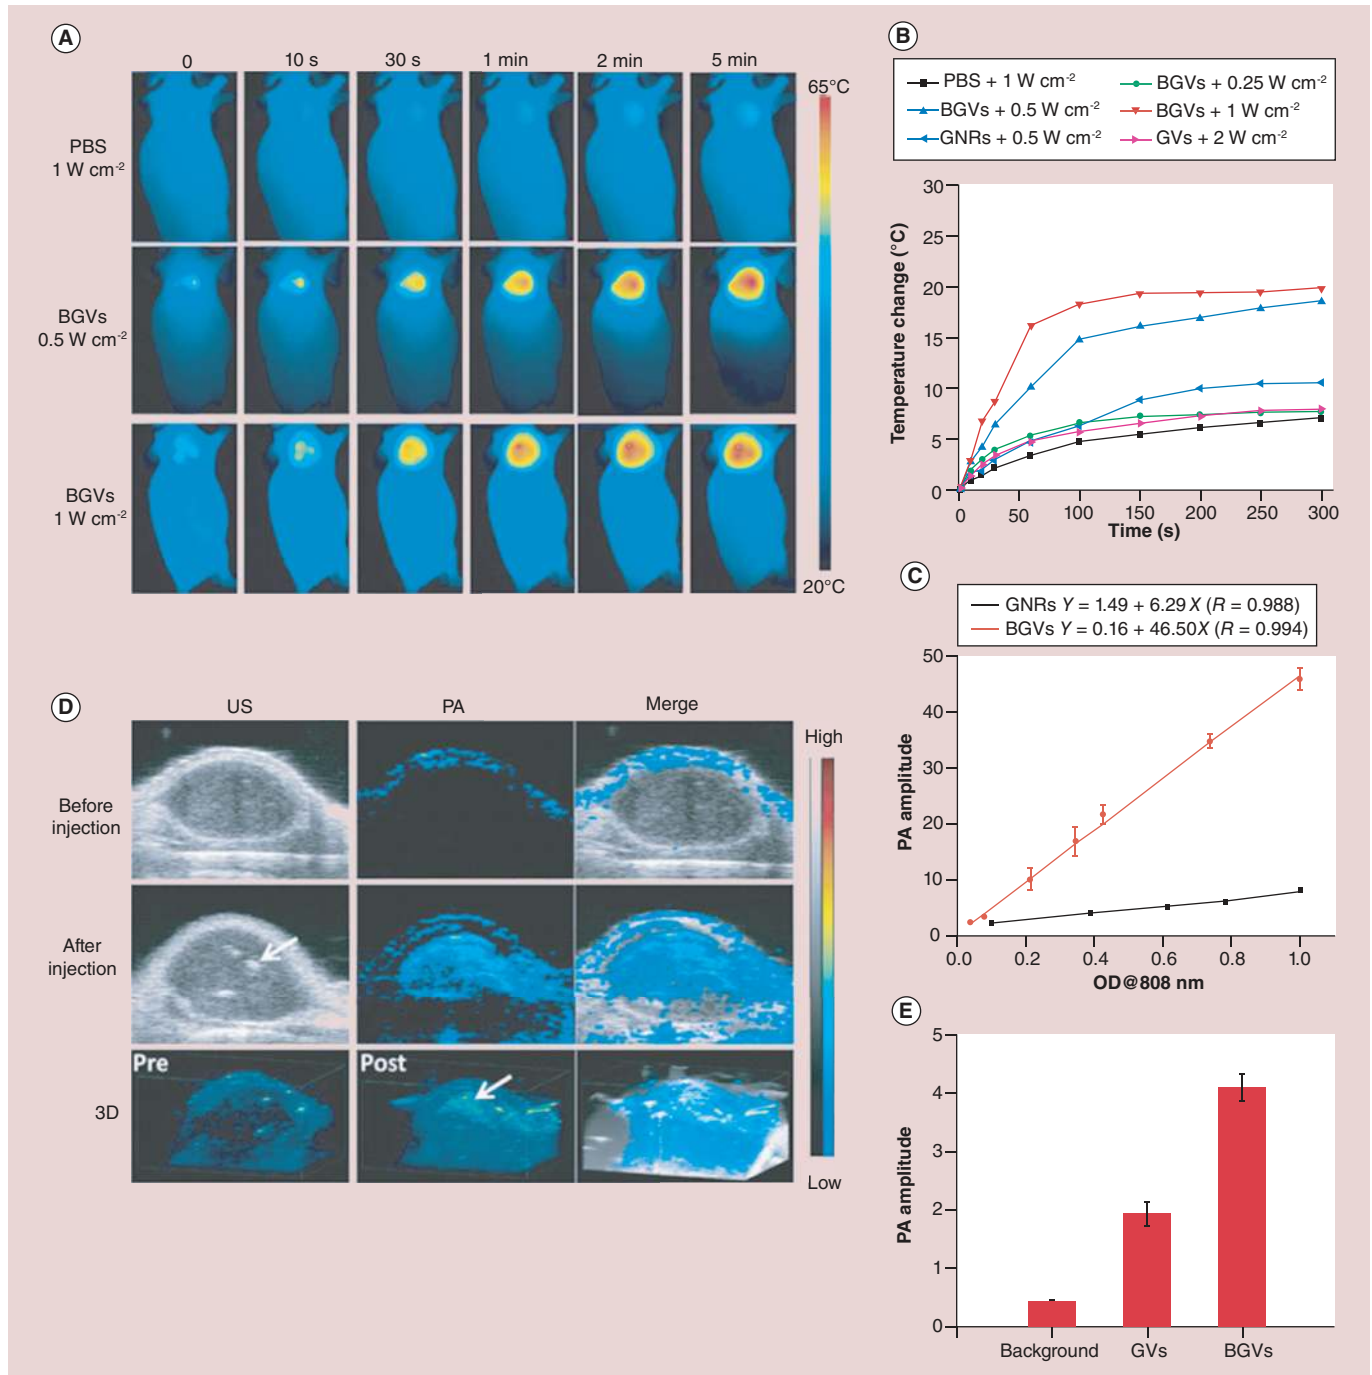 A
0 10 s 30 s 1 min 2 min 5 min
PBS
1 W cm-2
BGVs
0.5 W cm-2
BGVs
1 W cm-2
65°C
20°C
B
PBS + 1 W cm-2
BGVs + 0.25 W cm-2
BGVs + 0.5 W cm-2
BGVs + 1 W cm-2
GNRs + 0.5 W cm-2
GVs + 2 W cm-2
Temperature change (°C)
30
25
20
15
10
5
0
0 50 100 150 200 250 300
Time (s)
C
GNRs Y = 1.49 + 6.29X (R = 0.988)
BGVs Y = 0.16 + 46.50X (R = 0.994)
PA amplitude
50
40
30
20
10
0
0.0 0.2 0.4 0.6 0.8 1.0
OD@808 nm
D
US PA Merge
Before
injection
After
injection
3D
Pre
Post
High
Low
E
PA amplitude
5
4
3
2
1
0
Background GVs BGVs